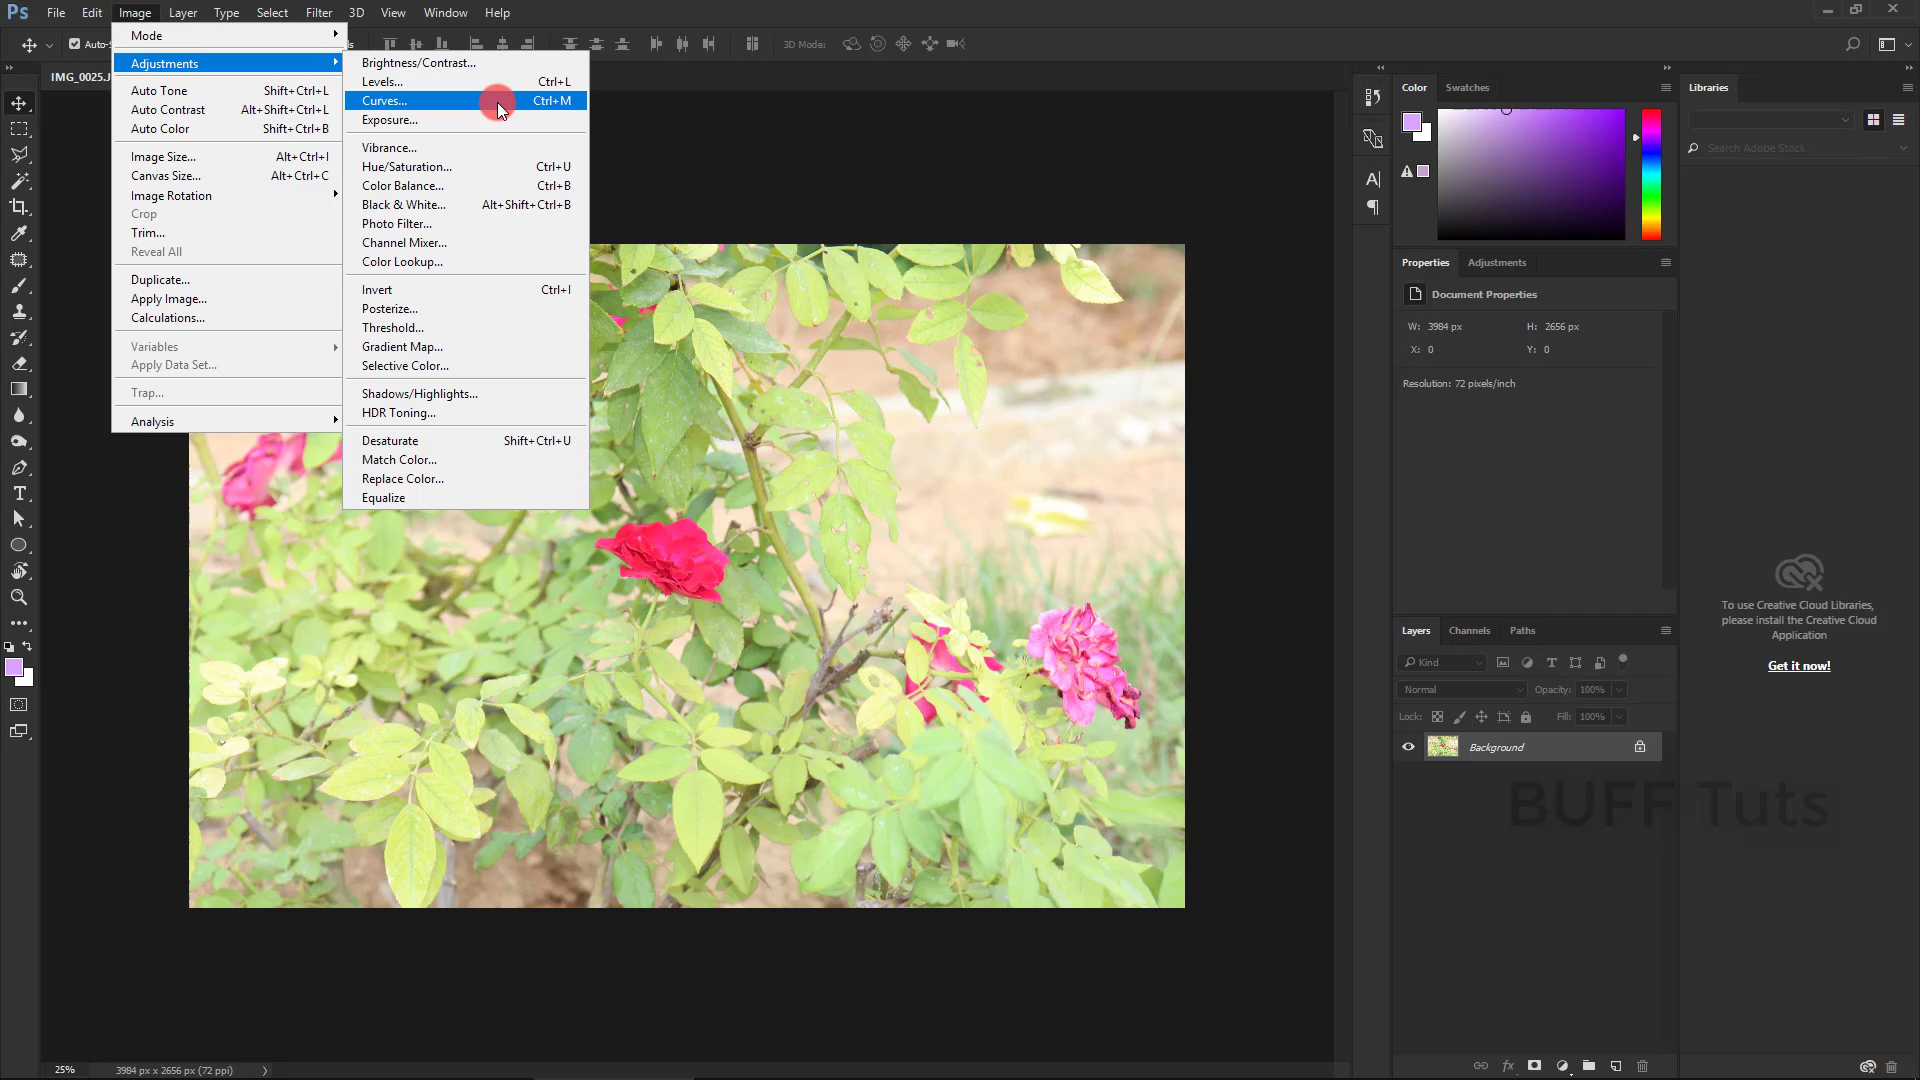 Ps File Edit Image Layer Type Select Filter 3D View Window Help
Auto-S
3D Mode:
IMG_0025.J
Mode
Adjustments
Auto Tone Shift+Ctrl+L
Auto Contrast Alt+Shift+Ctrl+L
Auto Color Shift+Ctrl+B
Image Size... Alt+Ctrl+I
Canvas Size... Alt+Ctrl+C
Image Rotation
Crop
Trim...
Reveal All
Duplicate...
Apply Image...
Calculations...
Variables
Apply Data Set...
Trap...
Analysis
Brightness/Contrast...
Levels... Ctrl+L
Curves... Ctrl+M
Exposure...
Vibrance...
Hue/Saturation... Ctrl+U
Color Balance... Ctrl+B
Black & White... Alt+Shift+Ctrl+B
Photo Filter...
Channel Mixer...
Color Lookup...
Invert Ctrl+I
Posterize...
Threshold...
Gradient Map...
Selective Color...
Shadows/Highlights...
HDR Toning...
Desaturate Shift+Ctrl+U
Match Color...
Replace Color...
Equalize
Color Swatches
Properties Adjustments
Document Properties
W: 3984 px H: 2656 px
X: 0 Y: 0
Resolution: 72 pixels/inch
Layers Channels Paths
Kind
Normal Opacity: 100%
Lock: Fill: 100%
Background
BUFF Tuts
Libraries
Search Adobe Stock
To use Creative Cloud Libraries,
please install the Creative Cloud
Application
Get it now!
25% 3984 px x 2656 px (72 ppi)